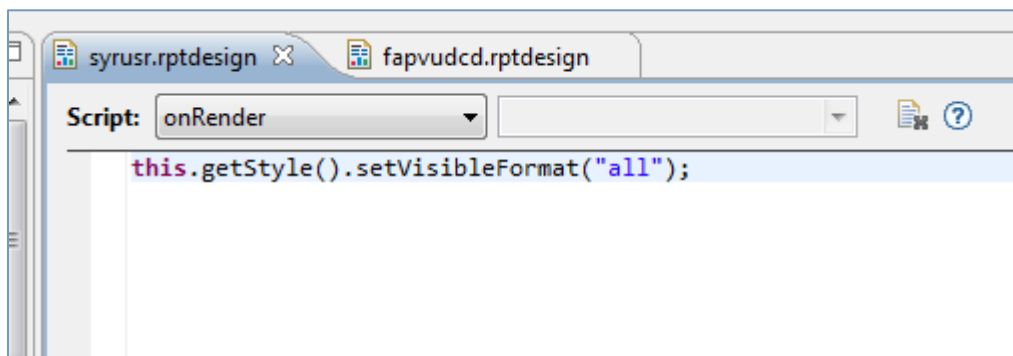 syrusr.rptdesign fapvudcd.rptdesign
Script: onRender
this.getStyle().setVisibleFormat("all");